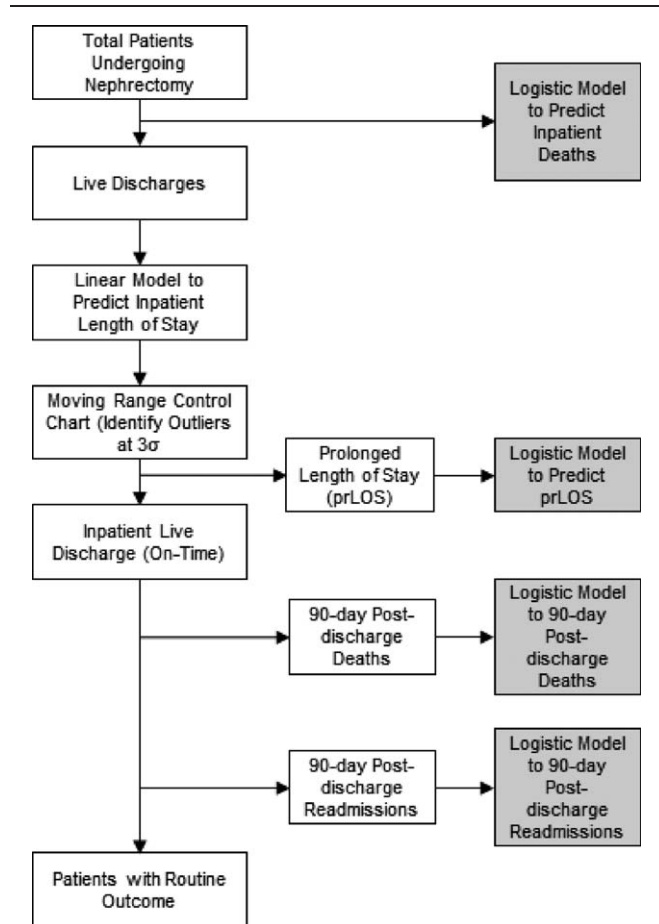 Total Patients
Undergoing
Nephrectomy
Logistic Model
to Predict
Inpatient
Deaths
Live Discharges
Linear Model to
Predict Inpatient
Length of Stay
Moving Range Control
Chart (Identify Outliers
at 3σ
Prolonged
Length of Stay
(prLOS)
Logistic Model
to Predict
prLOS
Inpatient Live
Discharge (On-Time)
90-day Post-
discharge
Deaths
Logistic Model
to 90-day
Post-
discharge
Deaths
90-day Post-
discharge
Readmissions
Logistic Model
to 90-day
Post-
discharge
Readmissions
Patients with Routine
Outcome